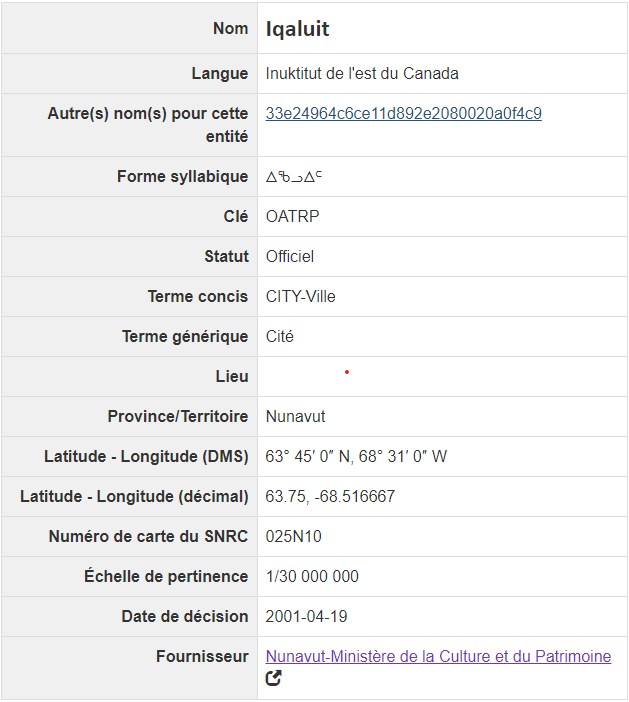 Nom Iqaluit
Langue Inuktitut de l'est du Canada
Autre(s) nom(s) pour cette 33e24964c6ce11d892e2080020a0f4c9
entité
Forme syllabique ᐃᖃᓗᐃᑦ
Clé OATRP
Statut Officiel
Terme concis CITY-Ville
Terme générique Cité
Lieu
Province/Territoire Nunavut
Latitude - Longitude (DMS) 63° 45′ 0″ N, 68° 31′ 0″ W
Latitude - Longitude (décimal) 63.75, -68.516667
Numéro de carte du SNRC 025N10
Échelle de pertinence 1/30 000 000
Date de décision 2001-04-19
Fournisseur Nunavut-Ministère de la Culture et du Patrimoine